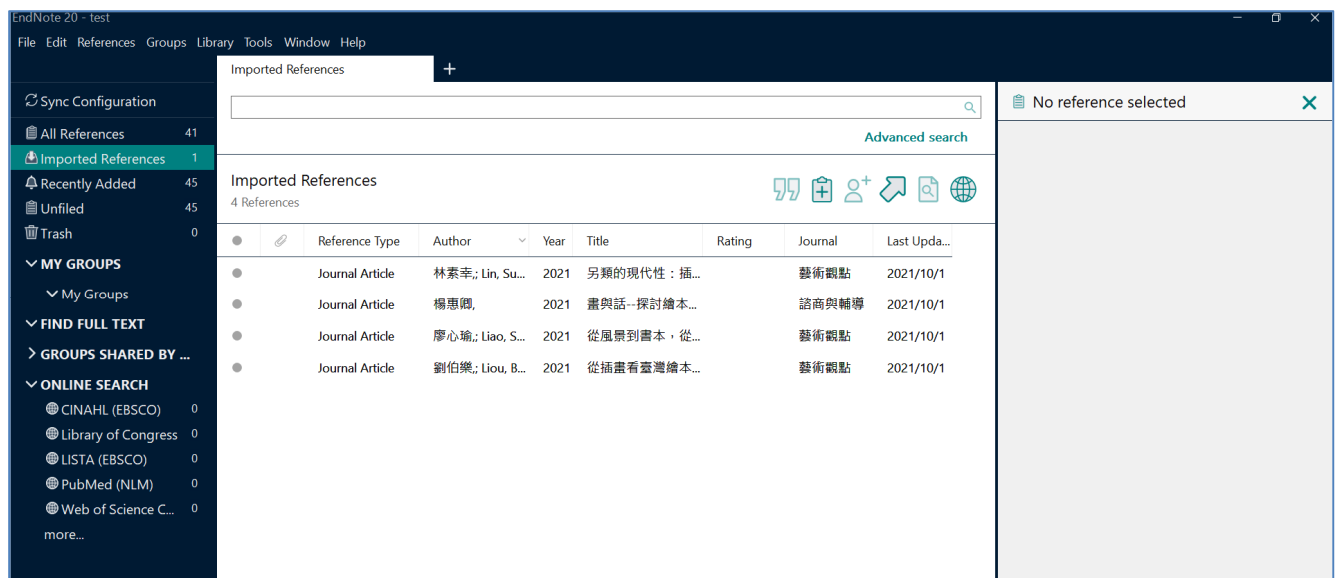 EndNote 20 - test
File Edit References Groups Library Tools Window Help
Imported References +
Sync Configuration
All References 41
Imported References 1
Recently Added 45
Unfiled 45
Trash 0
MY GROUPS
My Groups
FIND FULL TEXT
GROUPS SHARED BY ...
ONLINE SEARCH
CINAHL (EBSCO) 0
Library of Congress 0
LISTA (EBSCO) 0
PubMed (NLM) 0
Web of Science C... 0
more...
Advanced search
Imported References
4 References
Reference Type Author Year Title Rating Journal Last Upda...
Journal Article 林素幸,; Lin, Su... 2021 另類的現代性：插... 藝術觀點 2021/10/1
Journal Article 楊惠卿, 2021 畫與話--探討繪本... 諮商與輔導 2021/10/1
Journal Article 廖心瑜,; Liao, S... 2021 從風景到書本，從... 藝術觀點 2021/10/1
Journal Article 劉伯樂,; Liou, B... 2021 從插畫看臺灣繪本... 藝術觀點 2021/10/1
No reference selected